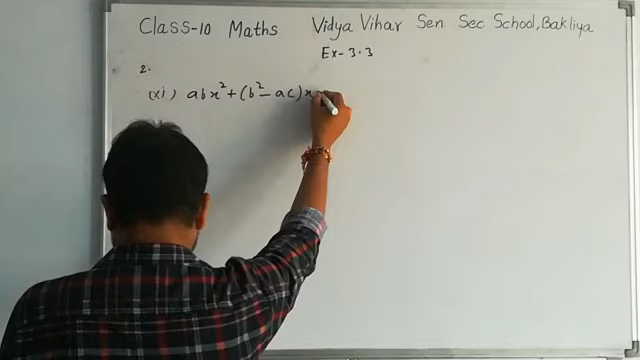 Class-10 Maths Vidya Vihar Sen. Sec School, Bakliya
Ex-3.3
2.
(xi) abx²+(b²-ac)x